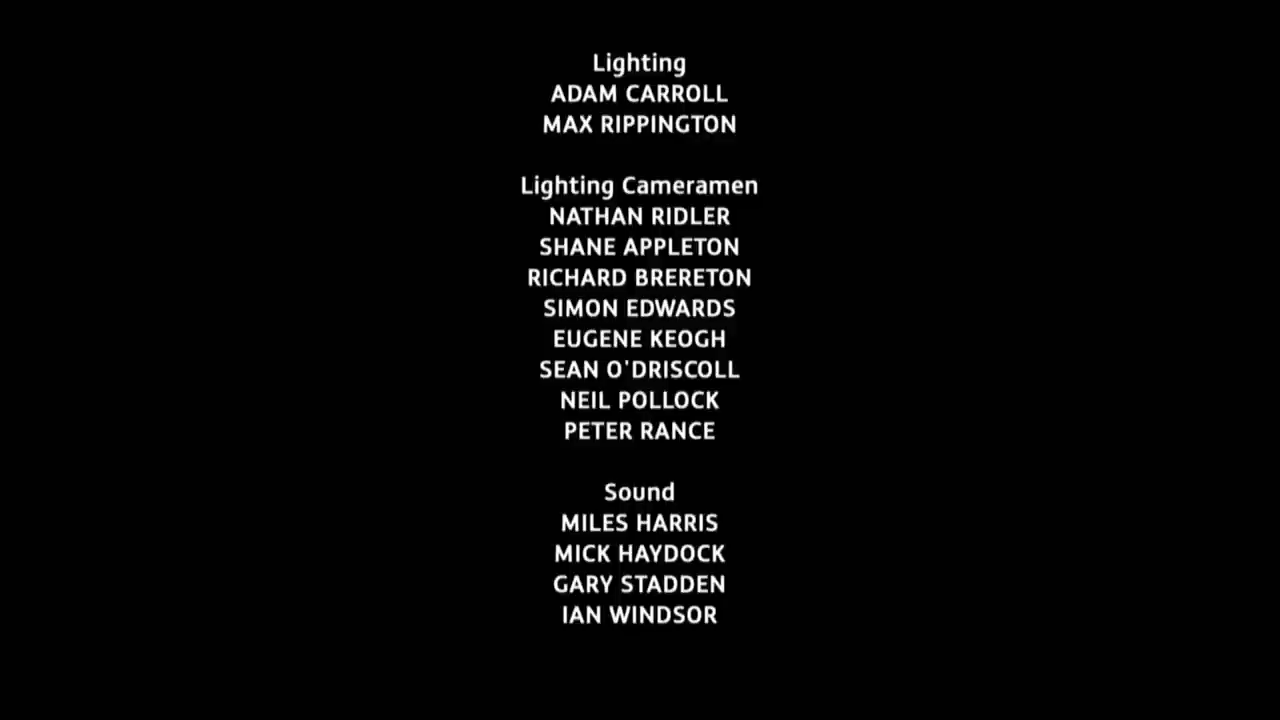 Lighting
ADAM CARROLL
MAX RIPPINGTON
Lighting Cameramen
NATHAN RIDLER
SHANE APPLETON
RICHARD BRERETON
SIMON EDWARDS
EUGENE KEOGH
SEAN O'DRISCOLL
NEIL POLLOCK
PETER RANCE
Sound
MILES HARRIS
MICK HAYDOCK
GARY STADDEN
IAN WINDSOR